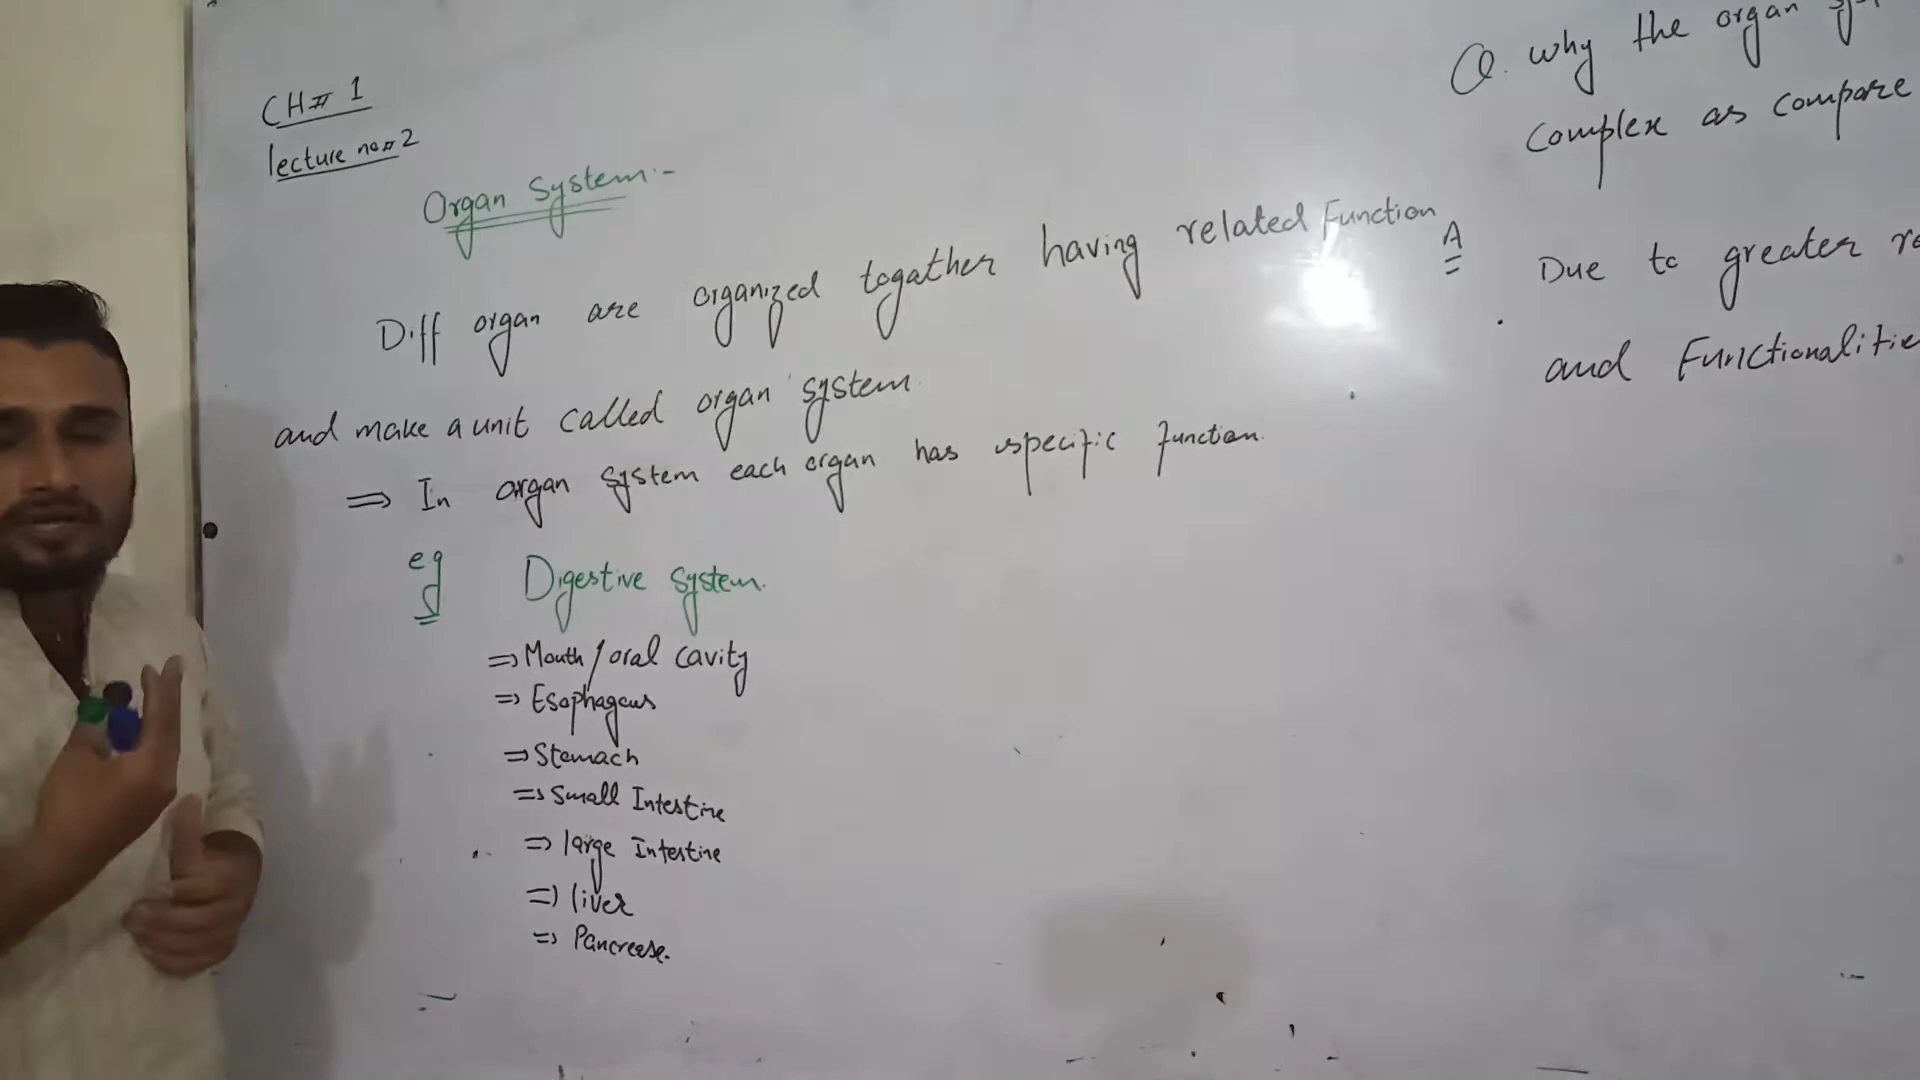 CH# 1
lecture no# 2
Organ System:-
Diff organ are organized togather having related Function
and make a unit called organ system.
⇒ In organ system each organ has specific function.
eg Digestive System.
⇒ Mouth / oral cavity
⇒ Esophagaus
⇒ Stomach
⇒ Small Intestine
⇒ large Intestine
⇒ liver
⇒ Pancrease.
Q. why the organ
complex as compare
A Due to greater
and Functionalitie